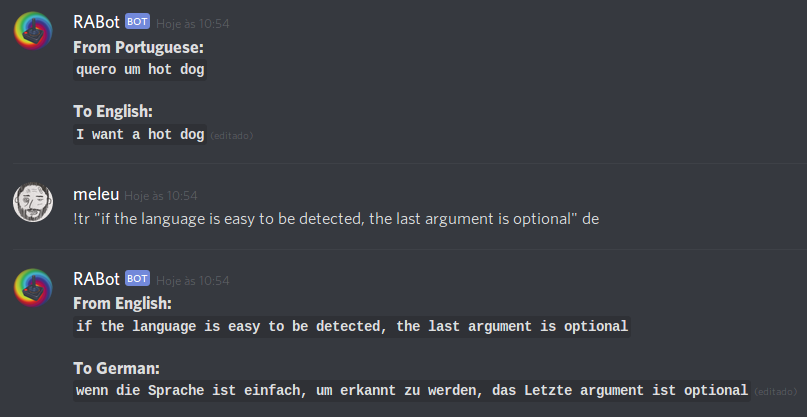 RABot BOT Hoje às 10:54
From Portuguese:
quero um hot dog
To English:
I want a hot dog (editado)
meleu Hoje às 10:54
!tr "if the language is easy to be detected, the last argument is optional" de
RABot BOT Hoje às 10:54
From English:
if the language is easy to be detected, the last argument is optional
To German:
wenn die Sprache ist einfach, um erkannt zu werden, das Letzte argument ist optional (editado)